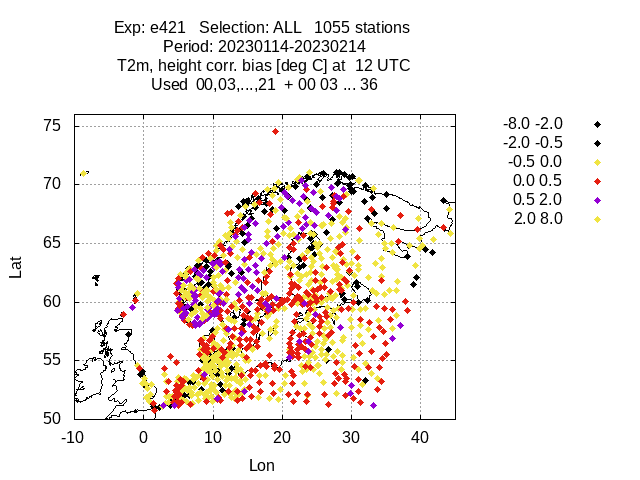 Exp: e421 Selection: ALL 1055 stations
Period: 20230114-20230214
T2m, height corr. bias [deg C] at 12 UTC
Used 00,03,...,21 + 00 03 ... 36
-8.0 -2.0
-2.0 -0.5
-0.5 0.0
0.0 0.5
0.5 2.0
2.0 8.0
75
70
65
60
55
50
Lat
-10 0 10 20 30 40
Lon